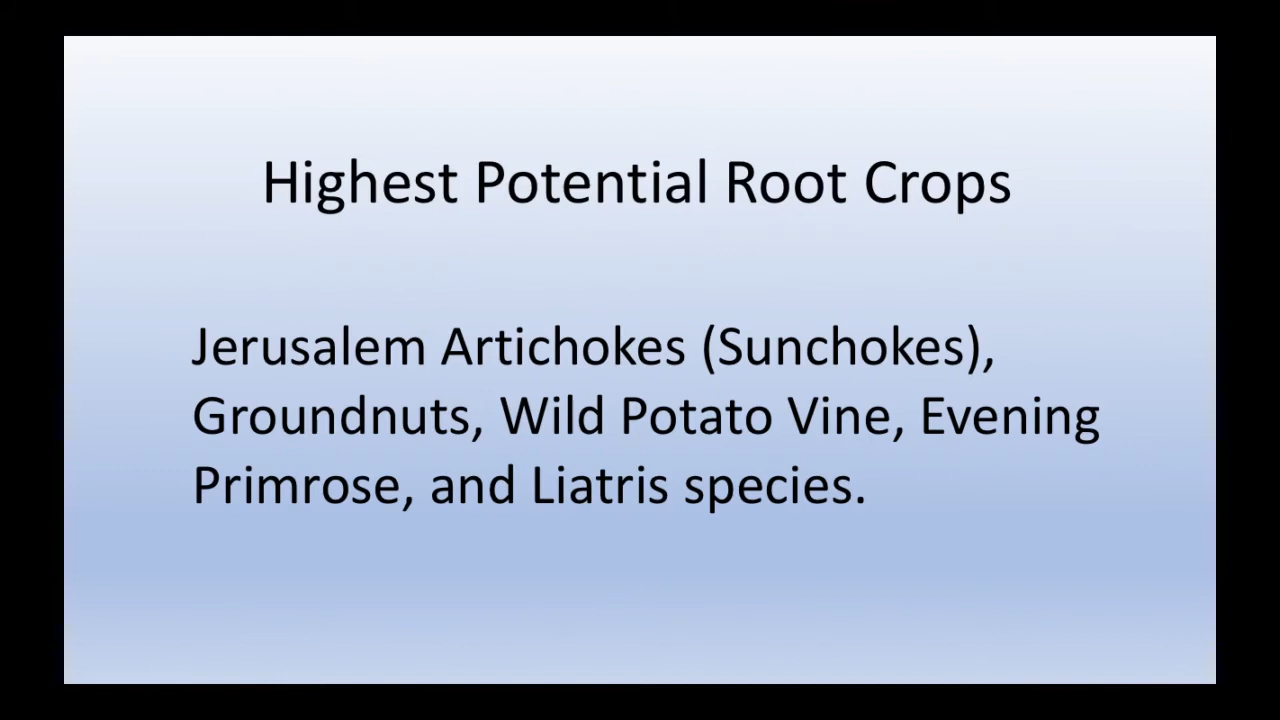 Highest Potential Root Crops
Jerusalem Artichokes (Sunchokes),
Groundnuts, Wild Potato Vine, Evening
Primrose, and Liatris species.